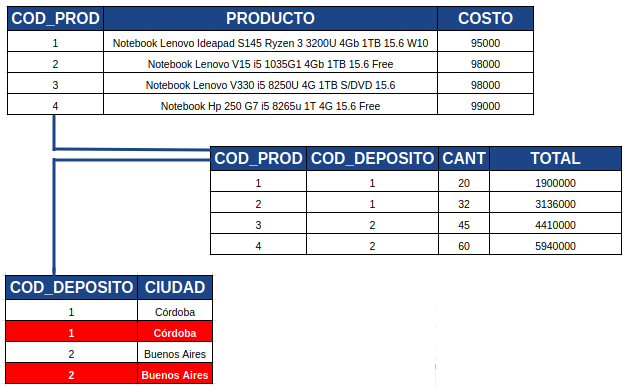 COD_PROD PRODUCTO COSTO
1 Notebook Lenovo Ideapad S145 Ryzen 3 3200U 4Gb 1TB 15.6 W10 95000
2 Notebook Lenovo V15 i5 1035G1 4Gb 1TB 15.6 Free 98000
3 Notebook Lenovo V330 i5 8250U 4G 1TB S/DVD 15.6 98000
4 Notebook Hp 250 G7 i5 8265u 1T 4G 15.6 Free 99000
COD_PROD COD_DEPOSITO CANT TOTAL
1 1 20 1900000
2 1 32 3136000
3 2 45 4410000
4 2 60 5940000
COD_DEPOSITO CIUDAD
1 Córdoba
1 Córdoba
2 Buenos Aires
2 Buenos Aires